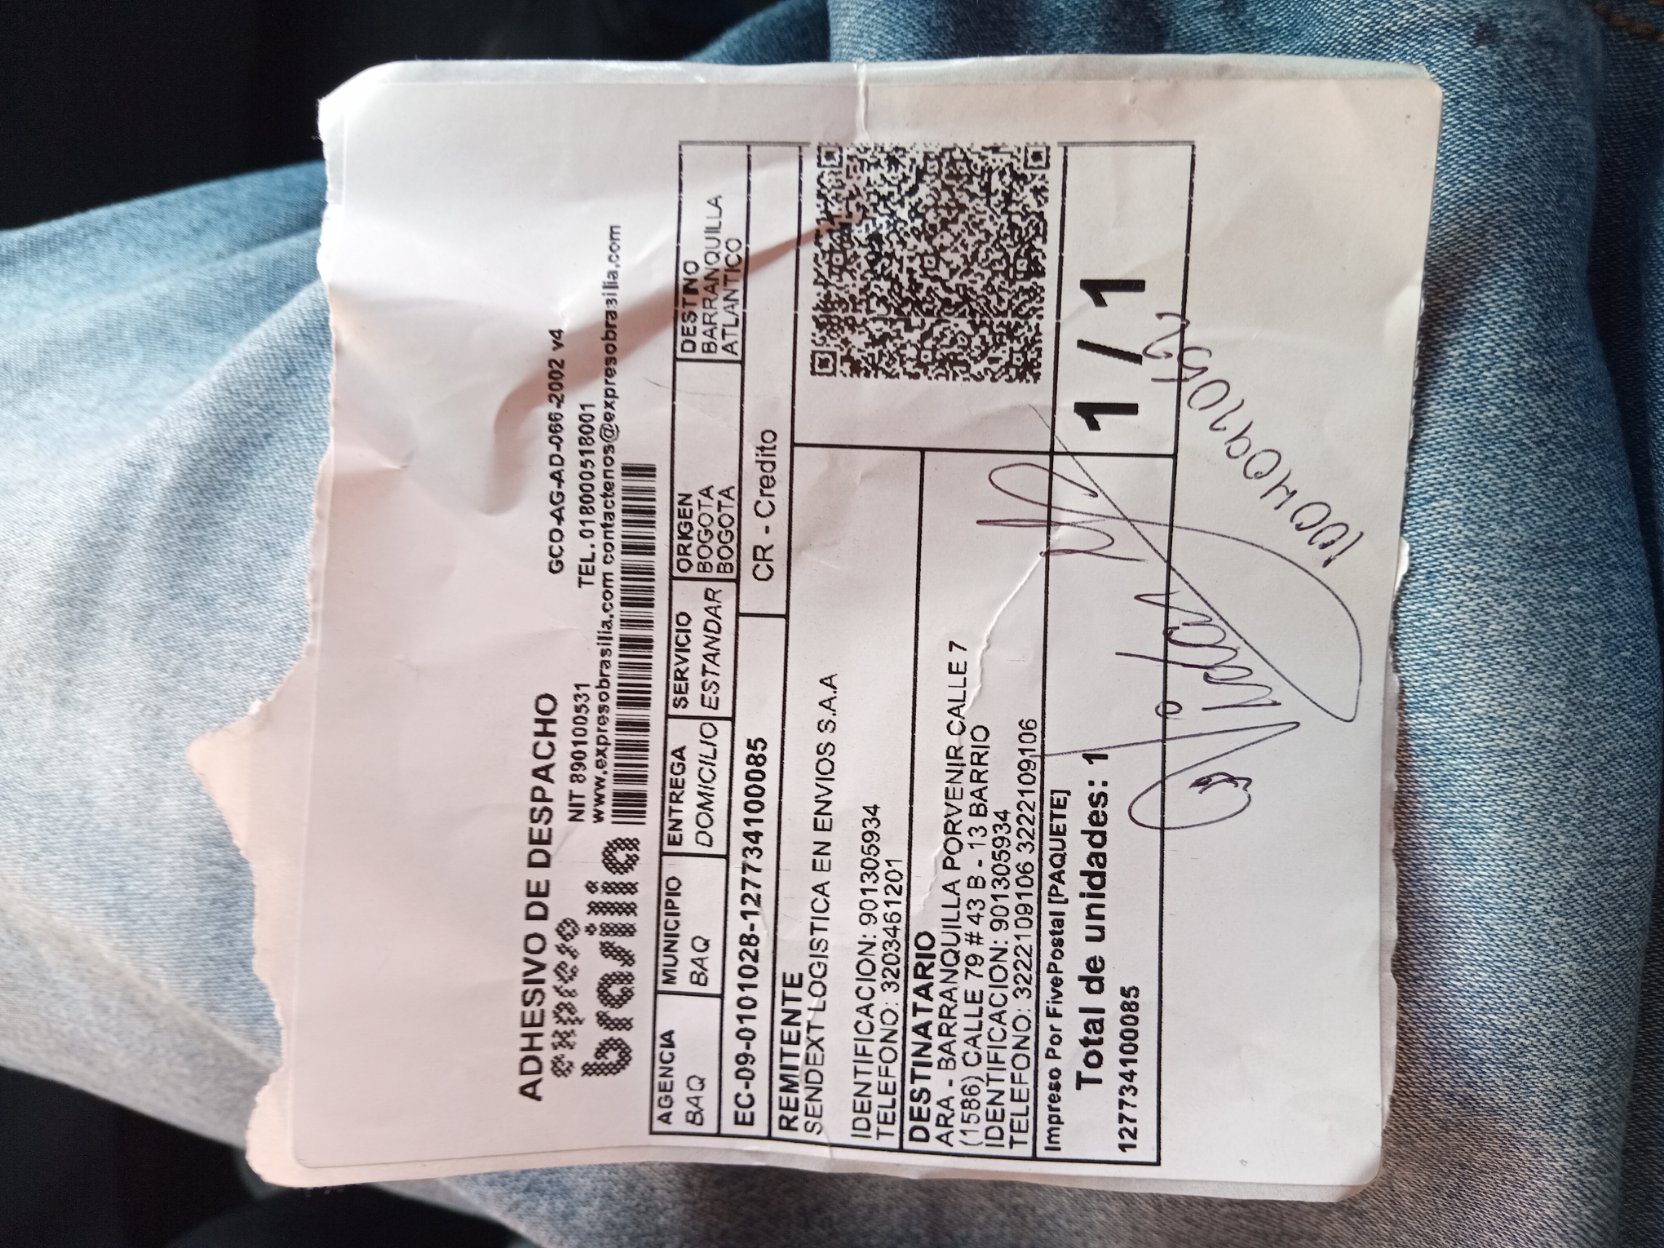 ADHESIVO DE DESPACHO
GCO-AG-AD-066-2002 v4
expreso
brasilia
NIT 890100531
TEL. 018000518001
www.expresobrasilia.com contactenos@expresobrasilia.com
AGENCIA MUNICIPIO ENTREGA SERVICIO ORIGEN DESTINO
BAQ BAQ DOMICILIO ESTANDAR BOGOTA BARRANQUILLA
BOGOTA ATLANTICO
EC-09-0101028-127734100085 CR - Credito
REMITENTE
SENDEXT LOGISTICA EN ENVIOS S.A.A
IDENTIFICACION: 901305934
TELEFONO: 3203461201
DESTINATARIO
ARA - BARRANQUILLA PORVENIR CALLE 7
(1586) CALLE 79 # 43 B - 13 BARRIO
IDENTIFICACION: 901305934
TELEFONO: 3222109106 3222109106
Impreso Por FivePostal [PAQUETE]
Total de unidades: 1
1 / 1
127734100085